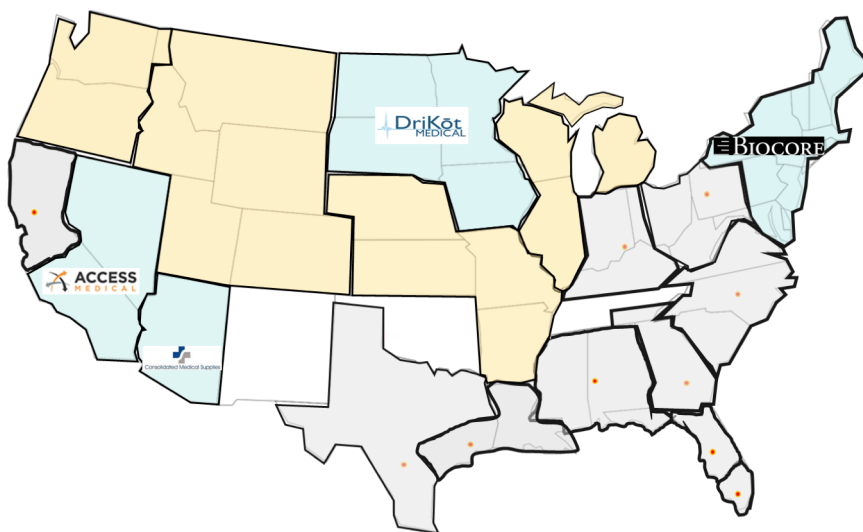 DriKōt
MEDICAL
BIOCORE
ACCESS
MEDICAL
Consolidated Medical Supplies